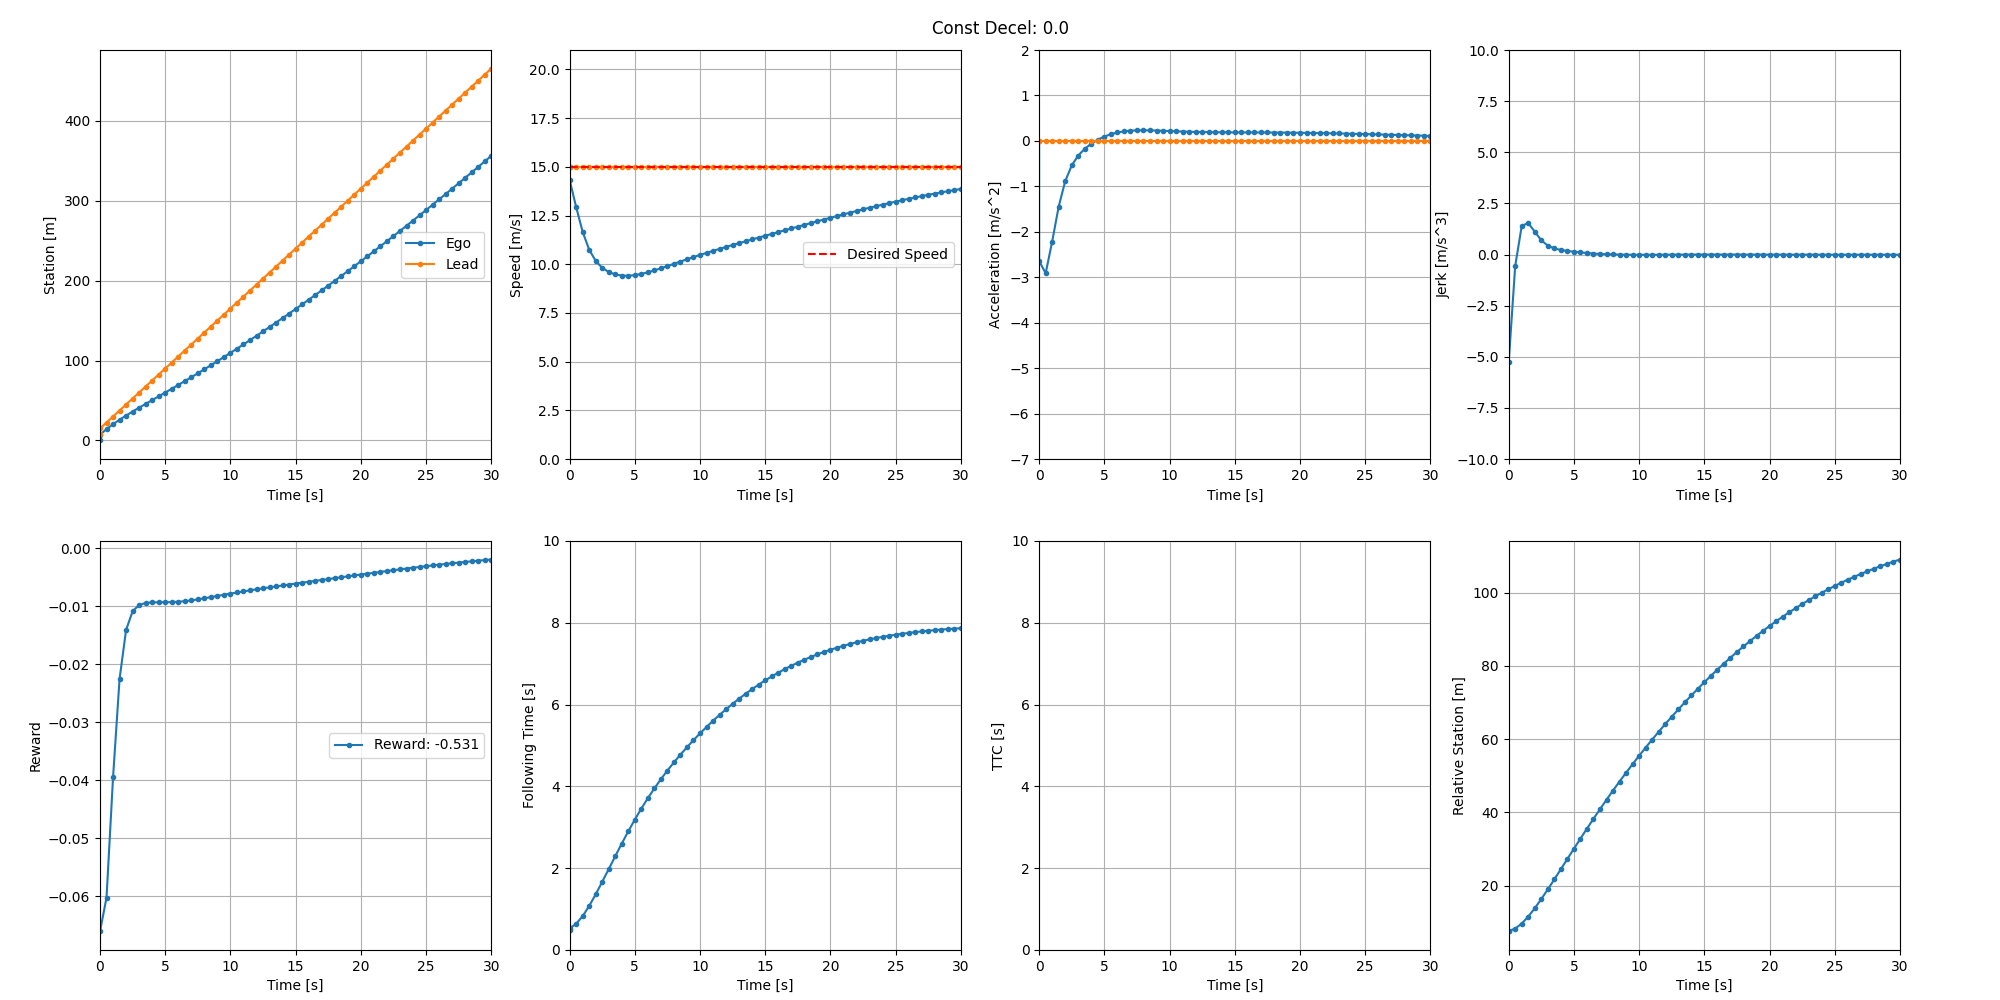 Const Decel: 0.0
Station [m]
400
300
200
100
0
Ego
Lead
0 5 10 15 20 25 30
Time [s]
Speed [m/s]
20.0
17.5
15.0
12.5
10.0
7.5
5.0
2.5
0.0
Desired Speed
0 5 10 15 20 25 30
Time [s]
Acceleration [m/s^2]
2
1
0
−1
−2
−3
−4
−5
−6
−7
0 5 10 15 20 25 30
Time [s]
Jerk [m/s^3]
10.0
7.5
5.0
2.5
0.0
−2.5
−5.0
−7.5
−10.0
0 5 10 15 20 25 30
Time [s]
Reward
0.00
−0.01
−0.02
−0.03
−0.04
−0.05
−0.06
Reward: -0.531
0 5 10 15 20 25 30
Time [s]
Following Time [s]
10
8
6
4
2
0
0 5 10 15 20 25 30
Time [s]
TTC [s]
10
8
6
4
2
0
0 5 10 15 20 25 30
Time [s]
Relative Station [m]
100
80
60
40
20
0 5 10 15 20 25 30
Time [s]